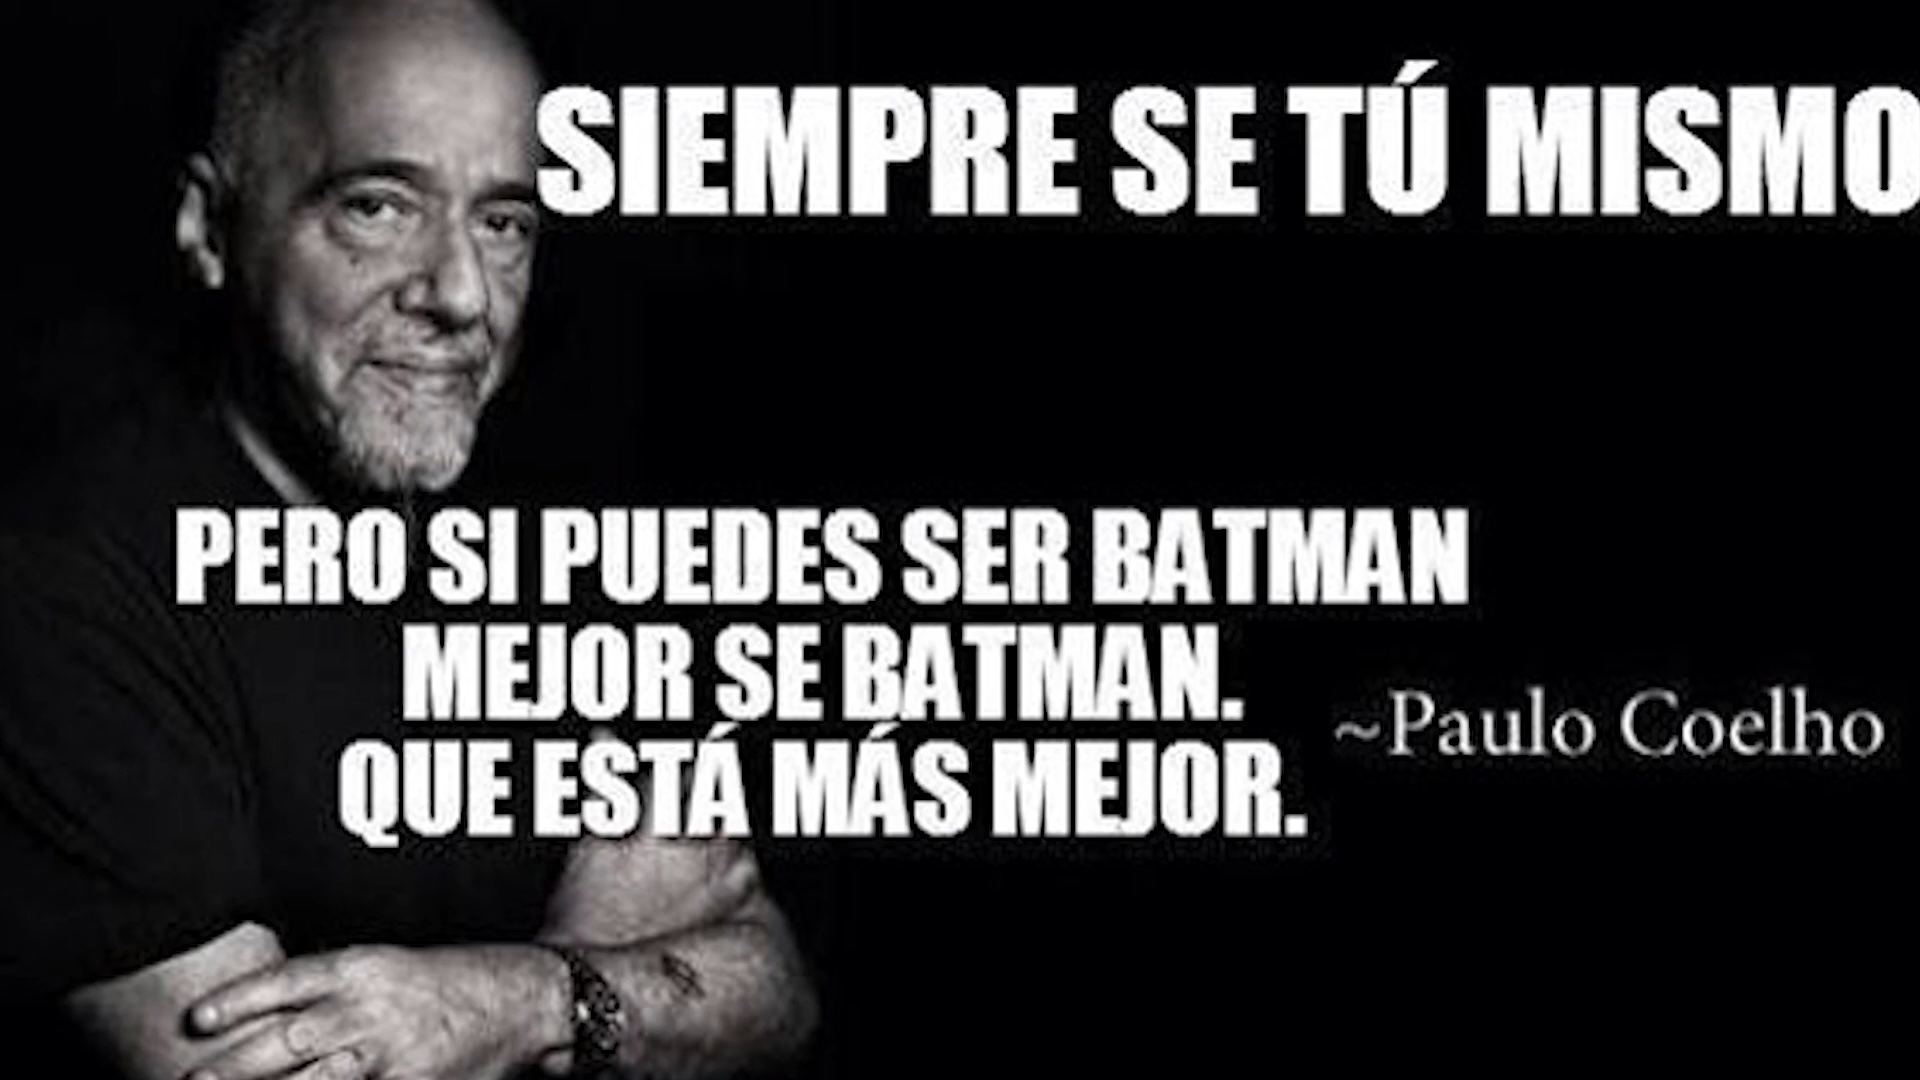 SIEMPRE SE TÚ MISMO
PERO SI PUEDES SER BATMAN
MEJOR SE BATMAN.
QUE ESTÁ MÁS MEJOR.
~Paulo Coelho